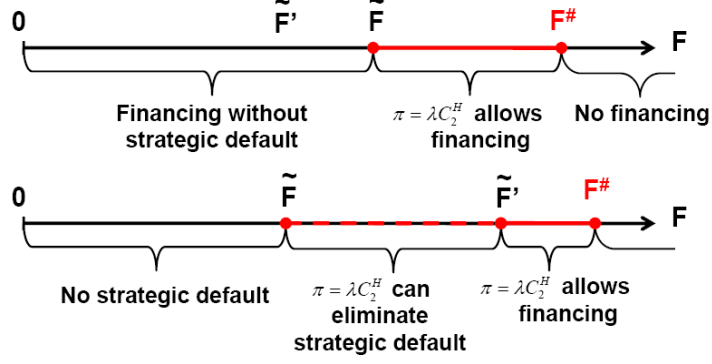 0 F̃’ F̃ F# F
Financing without strategic default
π = λC₂ᴴ allows financing
No financing
0 F̃ F̃’ F# F
No strategic default
π = λC₂ᴴ can eliminate strategic default
π = λC₂ᴴ allows financing